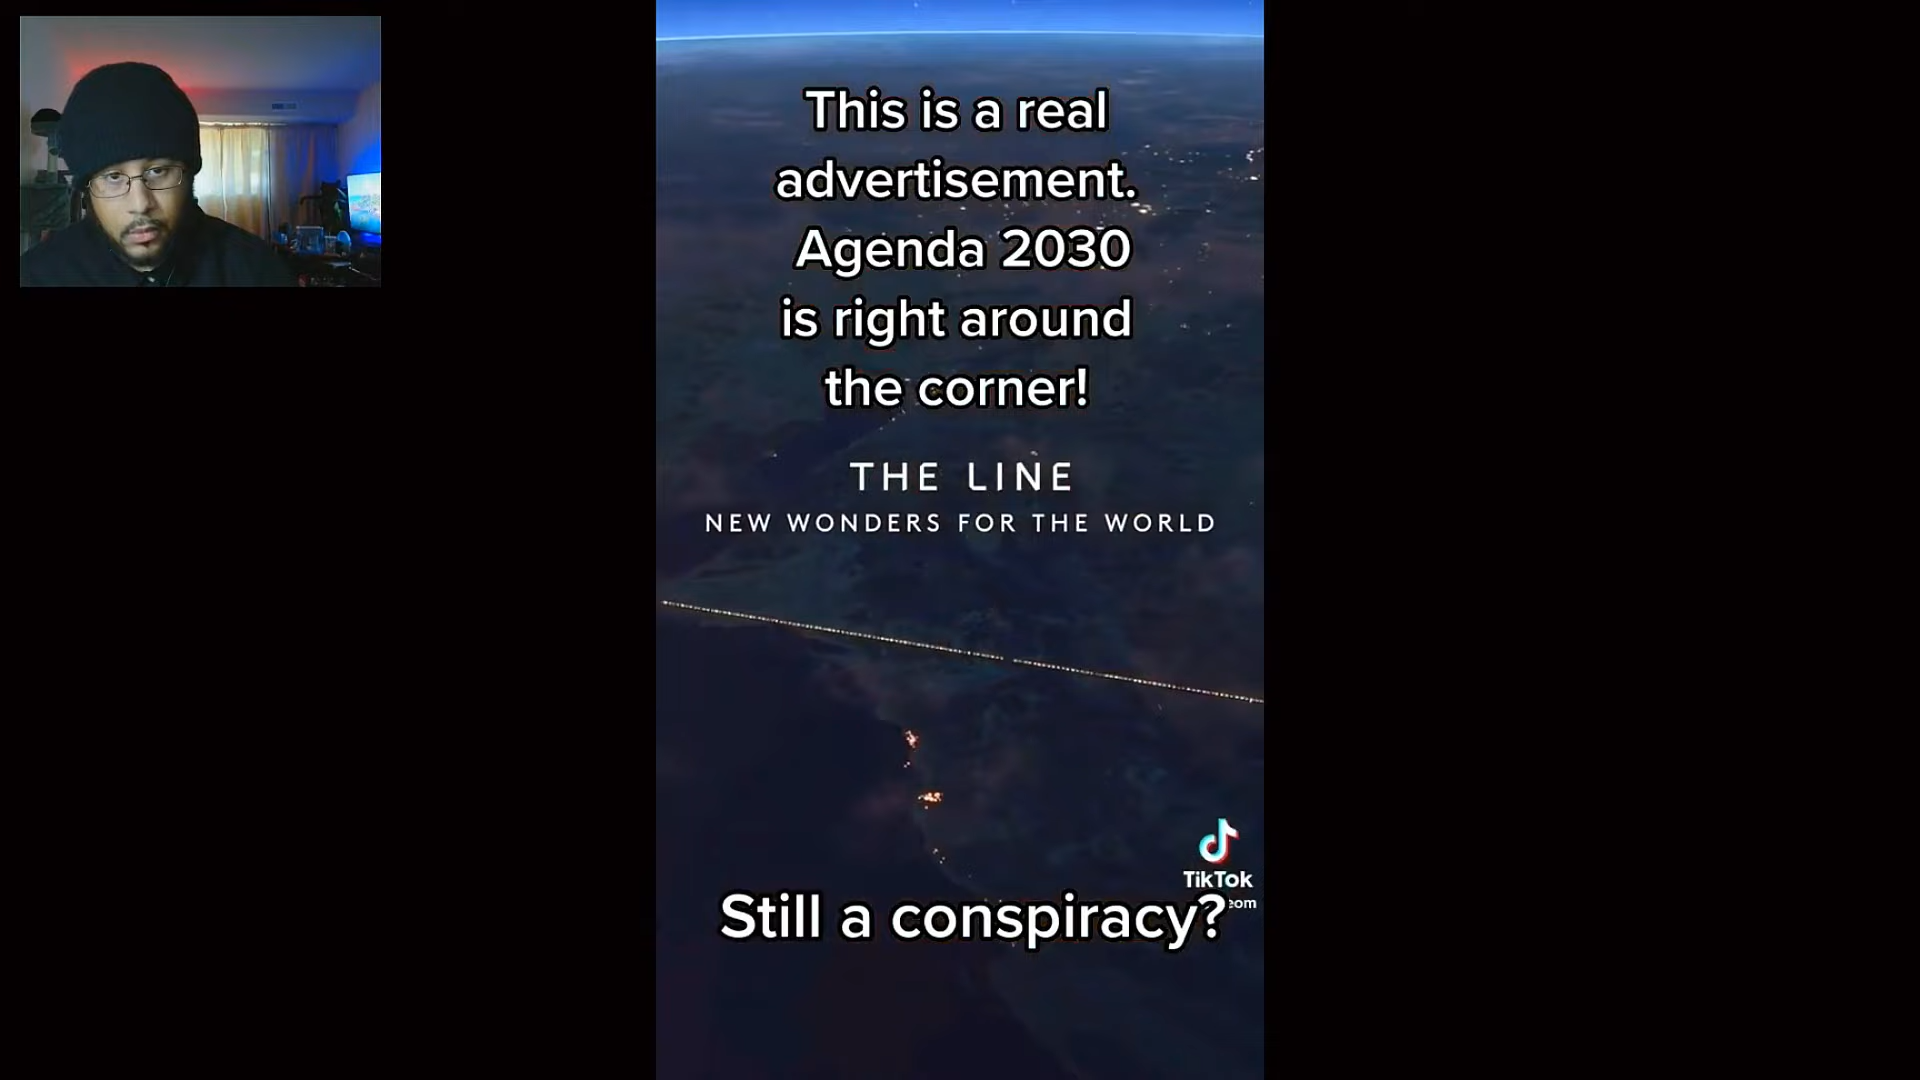 This is a real
advertisement.
Agenda 2030
is right around
the corner!
THE LINE
NEW WONDERS FOR THE WORLD
TikTok
Still a conspiracy?